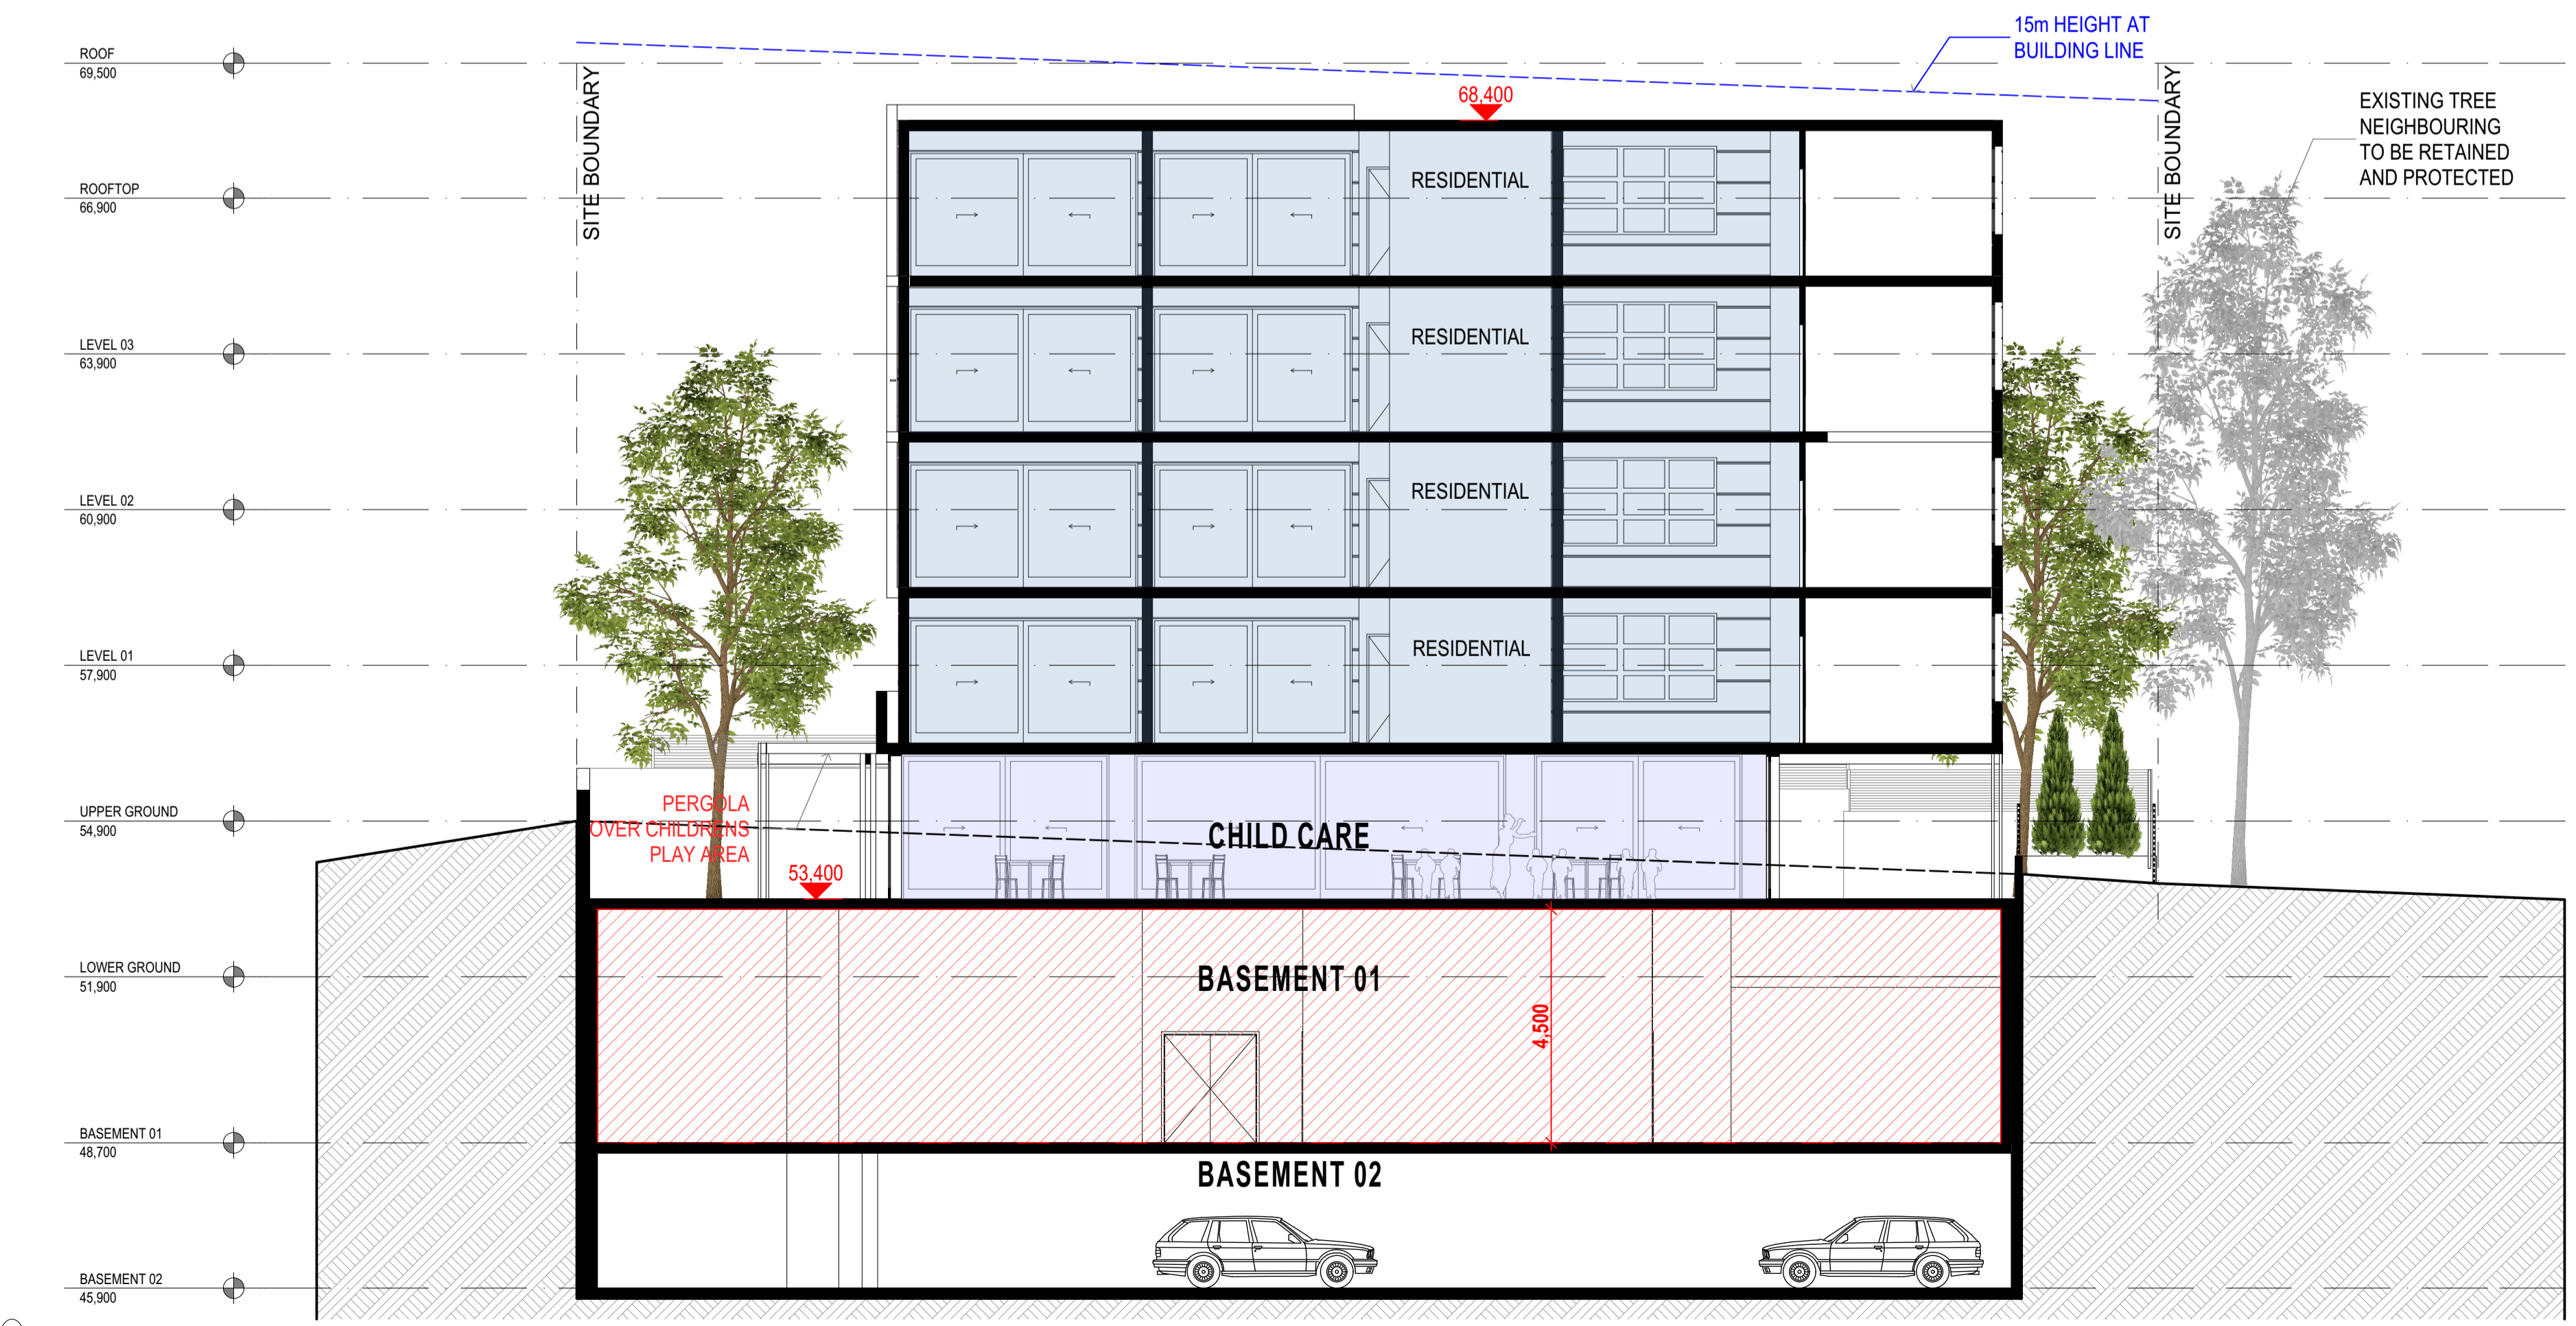 ROOF
69,500
ROOFTOP
66,900
LEVEL 03
63,900
LEVEL 02
60,900
LEVEL 01
57,900
UPPER GROUND
54,900
LOWER GROUND
51,900
BASEMENT 01
48,700
BASEMENT 02
45,900
SITE BOUNDARY
15m HEIGHT AT
BUILDING LINE
68,400
SITE BOUNDARY
EXISTING TREE
NEIGHBOURING
TO BE RETAINED
AND PROTECTED
RESIDENTIAL
RESIDENTIAL
RESIDENTIAL
RESIDENTIAL
PERGOLA
OVER CHILDRENS
PLAY AREA
CHILD CARE
53,400
BASEMENT 01
4,500
BASEMENT 02